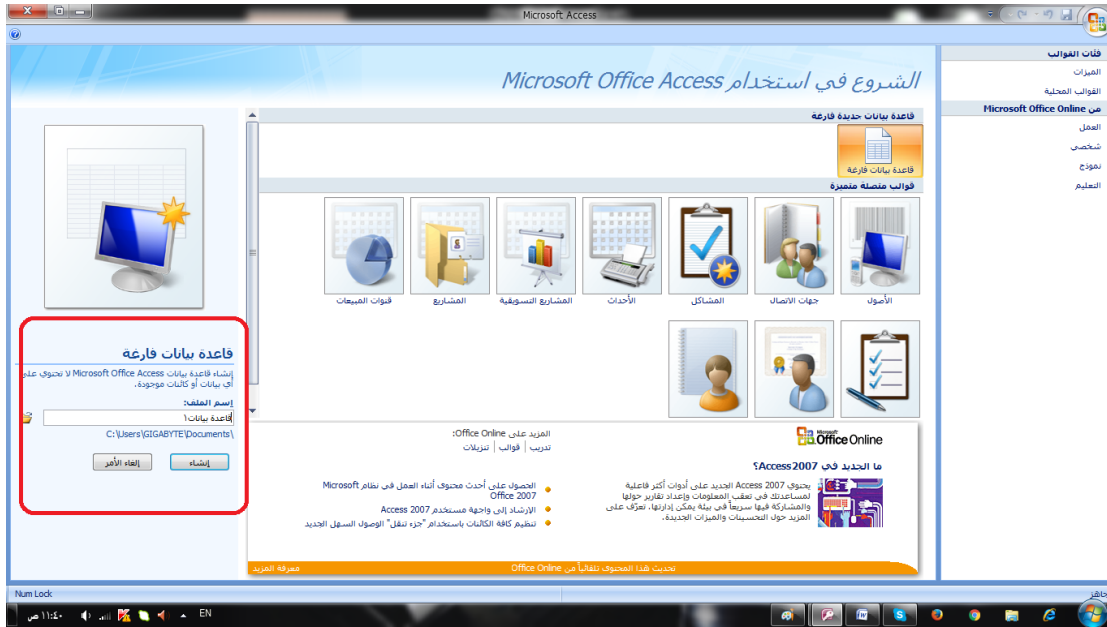 Microsoft Access
فئات القوالب
الميزات
القوالب المحلية
من Microsoft Office Online
العمل
شخصي
نموذج
التعليم
الشروع في استخدام Microsoft Office Access
قاعدة بيانات جديدة فارغة
قاعدة بيانات فارغة
قوالب متصلة متميزة
الأصول
جهات الاتصال
المشاكل
الأحداث
المشاريع التسويقية
المشاريع
قنوات المبيعات
قاعدة بيانات فارغة
إنشاء قاعدة بيانات Microsoft Office Access لا تحتوي على
أي بيانات أو كائنات موجودة.
إسم الملف:
قاعدة بيانات١
C:\Users\GIGABYTE\Documents\
إنشاء
إلغاء الأمر
Microsoft
Office Online
المزيد على Office Online:
تدريب | قوالب | تنزيلات
ما الجديد في Access 2007؟
يحتوي Access 2007 الجديد على أدوات أكثر فاعلية
لمساعدتك في تعقب المعلومات وإعداد تقارير حولها
والمشاركة فيها سريعاً في بيئة يمكن إدارتها. تعرّف على
المزيد حول التحسينات والميزات الجديدة.
الحصول على أحدث محتوى أثناء العمل في نظام Microsoft
Office 2007
الارشاد إلى واجهة مستخدم Access 2007
تنظيم كافة الكائنات باستخدام "جزء تنقل" الوصول السهل الجديد
تحديث هذا المحتوى تلقائياً من Office Online
معرفة المزيد
جاهز
Num Lock
EN
١١:٤٠ ص